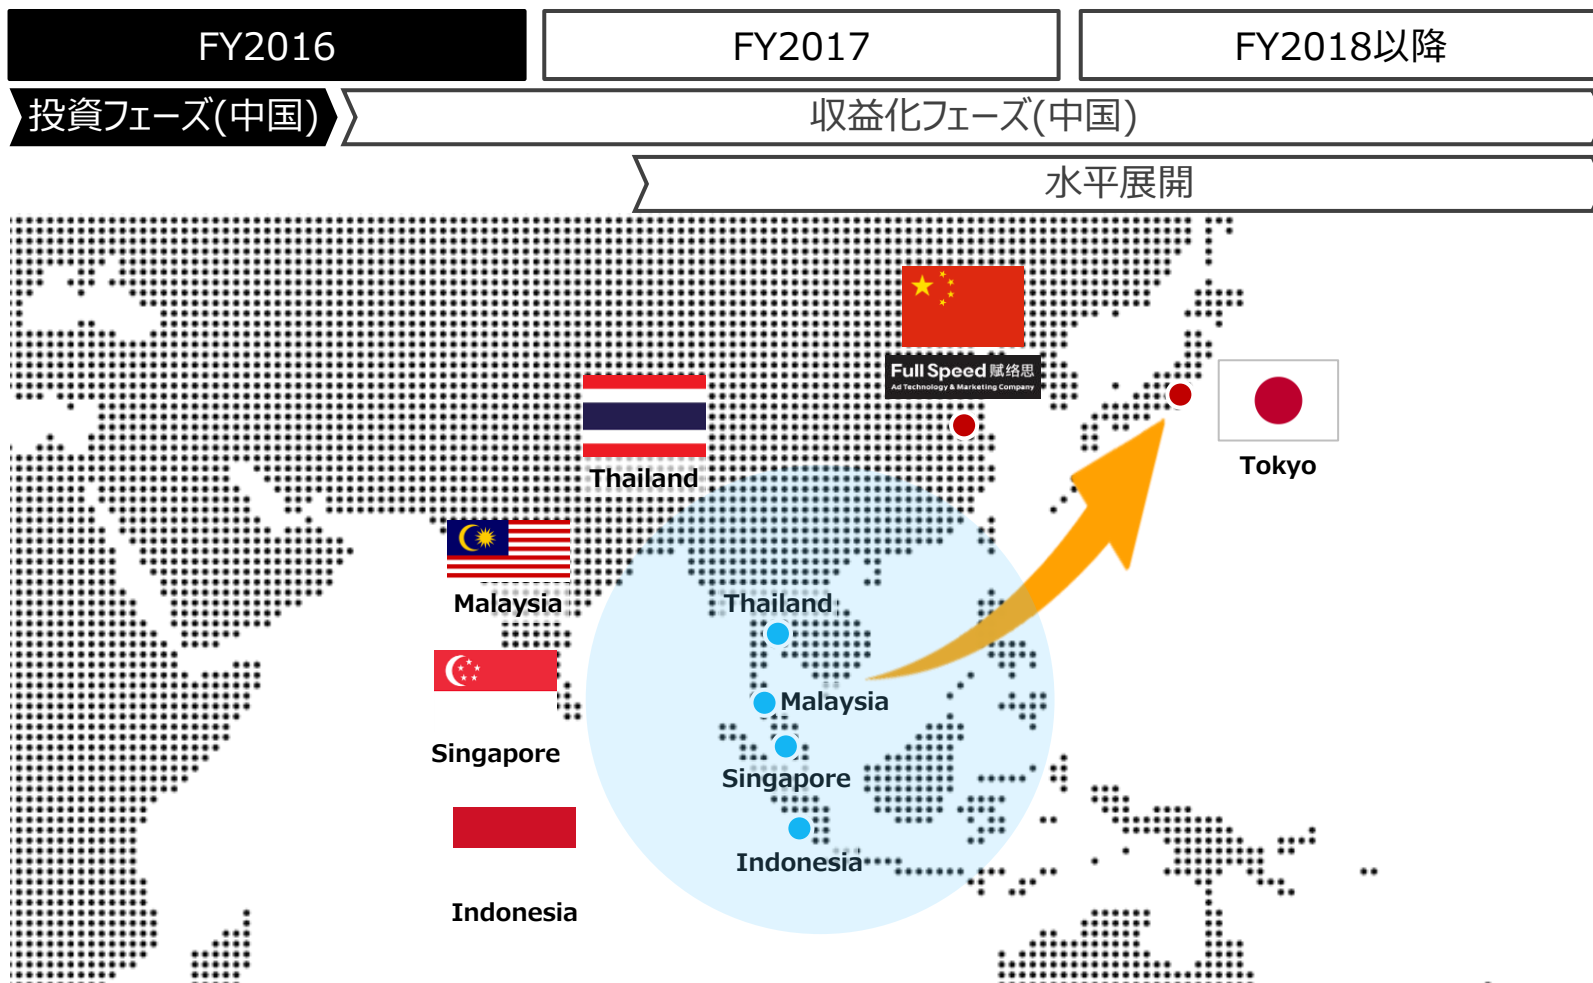 FY2016
FY2017
FY2018以降
投資フェーズ(中国)
収益化フェーズ(中国)
水平展開
Full Speed 赋络思
Ad Technology & Marketing Company
Thailand
Tokyo
Malaysia
Thailand
Malaysia
Singapore
Singapore
Indonesia
Indonesia